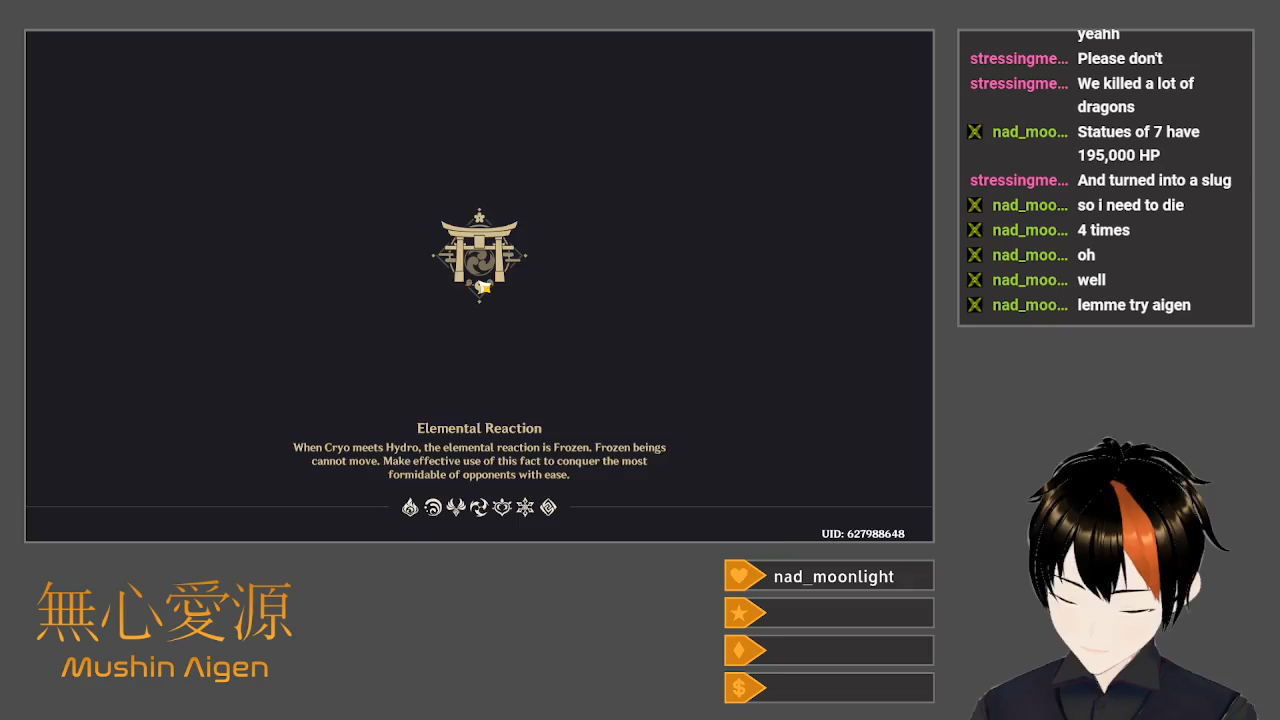 yeahh
stressingme... Please don't
stressingme... We killed a lot of
dragons
nad_moo... Statues of 7 have
195,000 HP
stressingme... And turned into a slug
nad_moo... so i need to die
nad_moo... 4 times
nad_moo... oh
nad_moo... well
nad_moo... lemme try aigen
Elemental Reaction
When Cryo meets Hydro, the elemental reaction is Frozen. Frozen beings
cannot move. Make effective use of this fact to conquer the most
formidable of opponents with ease.
UID: 627988648
無心愛源
Mushin Aigen
nad_moonlight